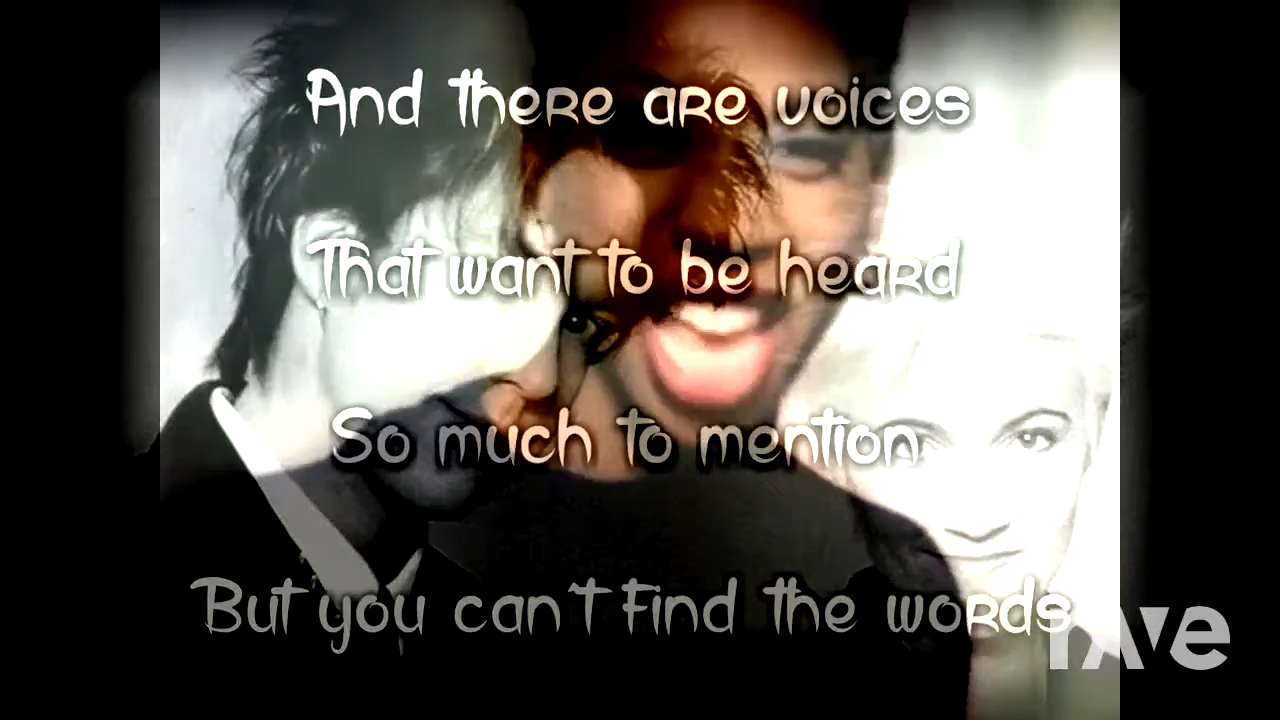 And there are voices
That want to be heard
So much to mention
But you can't find the words
rave